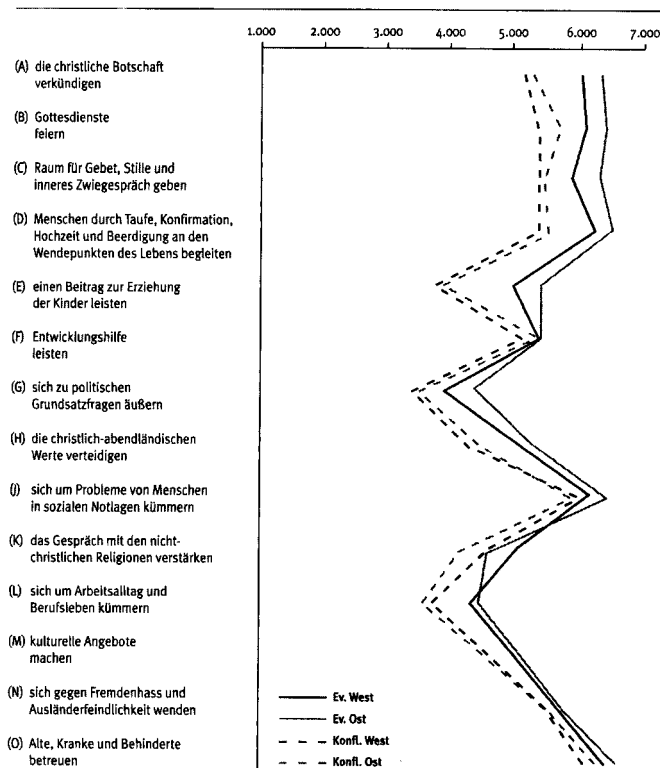 1.000 2.000 3.000 4.000 5.000 6.000 7.000
(A) die christliche Botschaft
verkündigen
(B) Gottesdienste
feiern
(C) Raum für Gebet, Stille und
inneres Zwiegespräch geben
(D) Menschen durch Taufe, Konfirmation,
Hochzeit und Beerdigung an den
Wendepunkten des Lebens begleiten
(E) einen Beitrag zur Erziehung
der Kinder leisten
(F) Entwicklungshilfe
leisten
(G) sich zu politischen
Grundsatzfragen äußern
(H) die christlich-abendländischen
Werte verteidigen
(J) sich um Probleme von Menschen
in sozialen Notlagen kümmern
(K) das Gespräch mit den nicht-
christlichen Religionen verstärken
(L) sich um Arbeitsalltag und
Berufsleben kümmern
(M) kulturelle Angebote
machen
(N) sich gegen Fremdenhass und
Ausländerfeindlichkeit wenden
(O) Alte, Kranke und Behinderte
betreuen
Ev. West
Ev. Ost
Konfl. West
Konfl. Ost